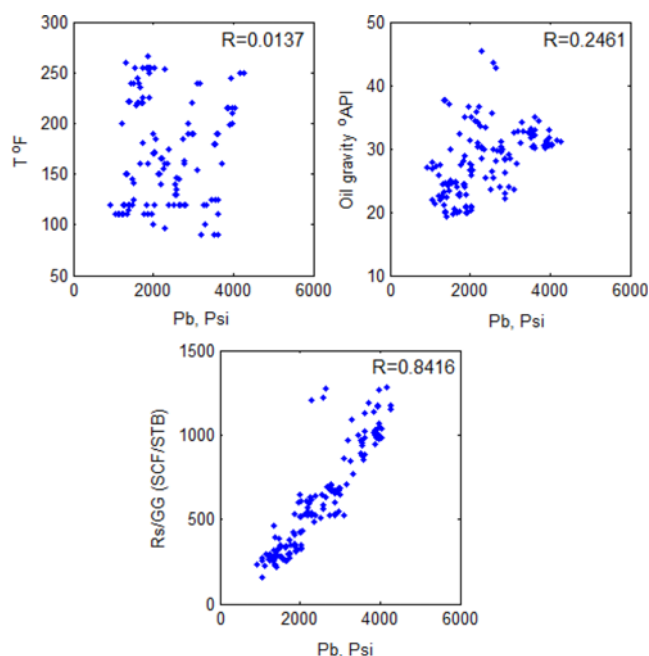 R=0.0137
300
250
200
150
100
50
T ºF
0 2000 4000 6000
Pb, Psi
R=0.2461
50
40
30
20
10
Oil gravity ºAPI
0 2000 4000 6000
Pb, Psi
R=0.8416
1500
1000
500
0
Rs/GG (SCF/STB)
0 2000 4000 6000
Pb, Psi